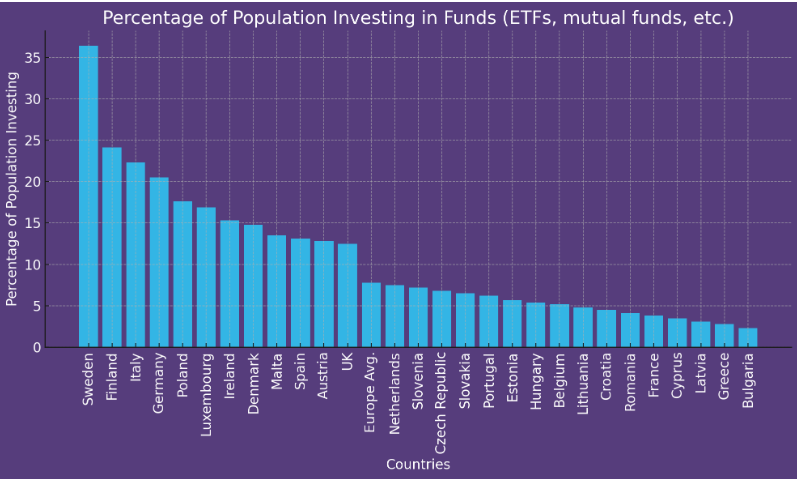 Percentage of Population Investing in Funds (ETFs, mutual funds, etc.)
Percentage of Population Investing
35
30
25
20
15
10
5
0
Sweden
Finland
Italy
Germany
Poland
Luxembourg
Ireland
Denmark
Malta
Spain
Austria
UK
Europe Avg.
Netherlands
Slovenia
Czech Republic
Slovakia
Portugal
Estonia
Hungary
Belgium
Lithuania
Croatia
Romania
France
Cyprus
Latvia
Greece
Bulgaria
Countries